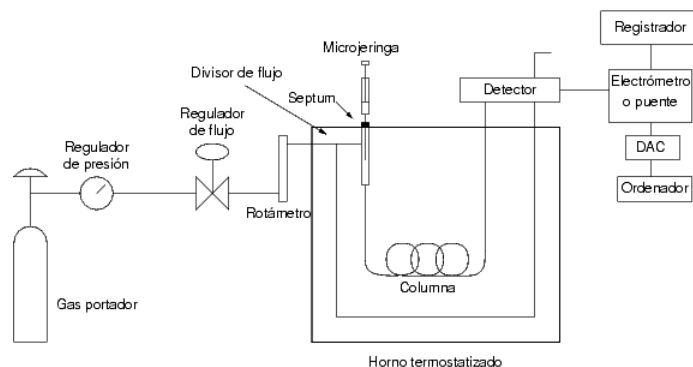 Registrador
Microjeringa
Divisor de flujo
Detector
Electrómetro
o puente
Septum
Regulador
de flujo
Regulador
de presión
DAC
Ordenador
Rotámetro
Columna
Gas portador
Horno termostatizado